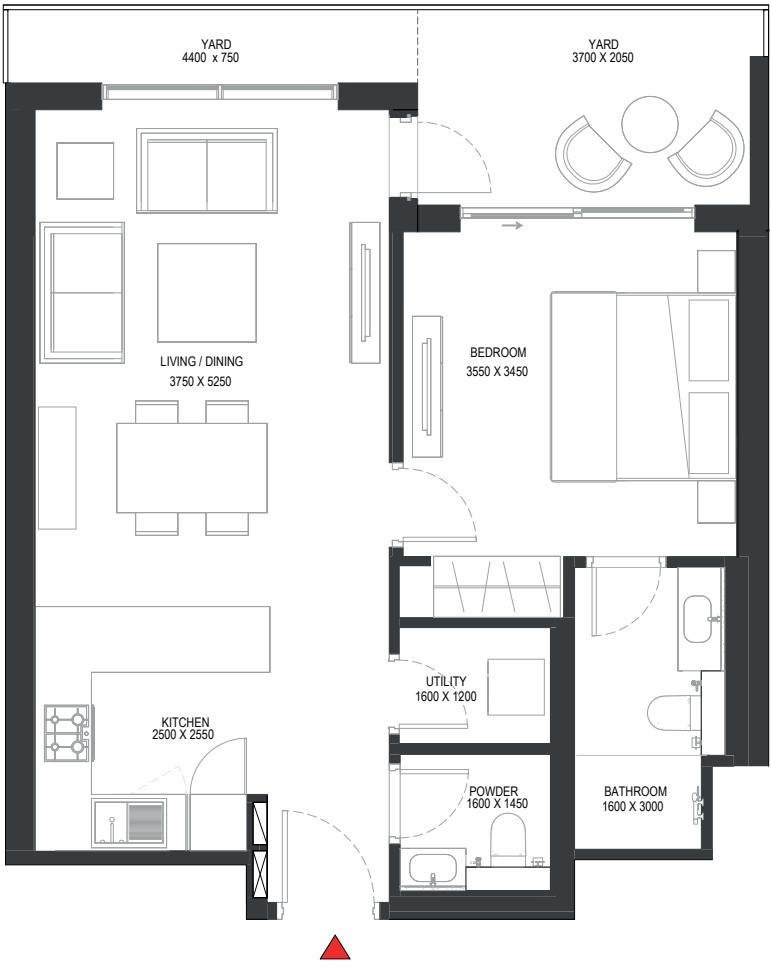 YARD
4400 x 750
YARD
3700 X 2050
LIVING / DINING
3750 X 5250
BEDROOM
3550 X 3450
UTILITY
1600 X 1200
KITCHEN
2500 X 2550
POWDER
1600 X 1450
BATHROOM
1600 X 3000